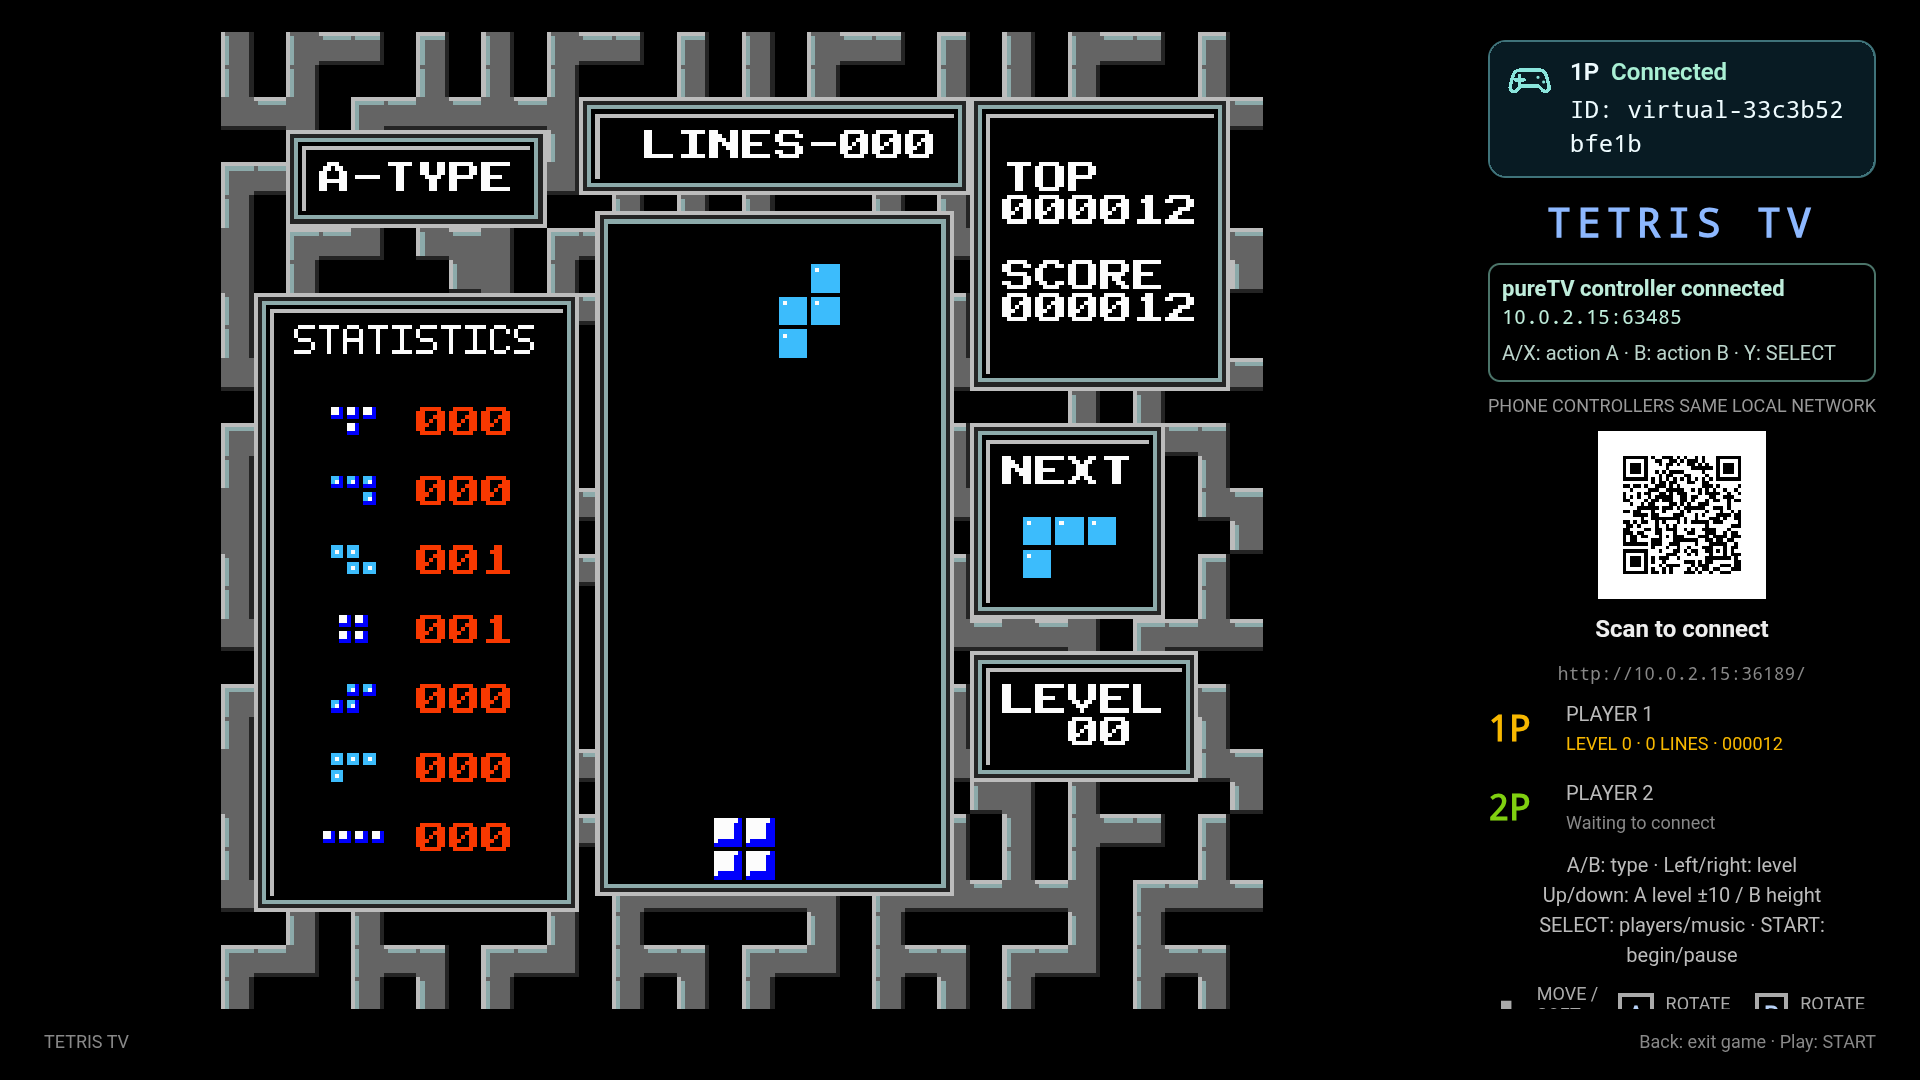 A-TYPE
LINES-000
TOP
000012
SCORE
000012
STATISTICS
000
000
001
001
000
000
000
NEXT
LEVEL
00
1P Connected
ID: virtual-33c3b52
bfe1b
TETRIS TV
pureTV controller connected
10.0.2.15:63485
A/X: action A · B: action B · Y: SELECT
PHONE CONTROLLERS SAME LOCAL NETWORK
Scan to connect
http://10.0.2.15:36189/
1P
PLAYER 1
LEVEL 0 · 0 LINES · 000012
2P
PLAYER 2
Waiting to connect
A/B: type · Left/right: level
Up/down: A level ±10 / B height
SELECT: players/music · START:
begin/pause
MOVE /
ROTATE
ROTATE
TETRIS TV
Back: exit game · Play: START